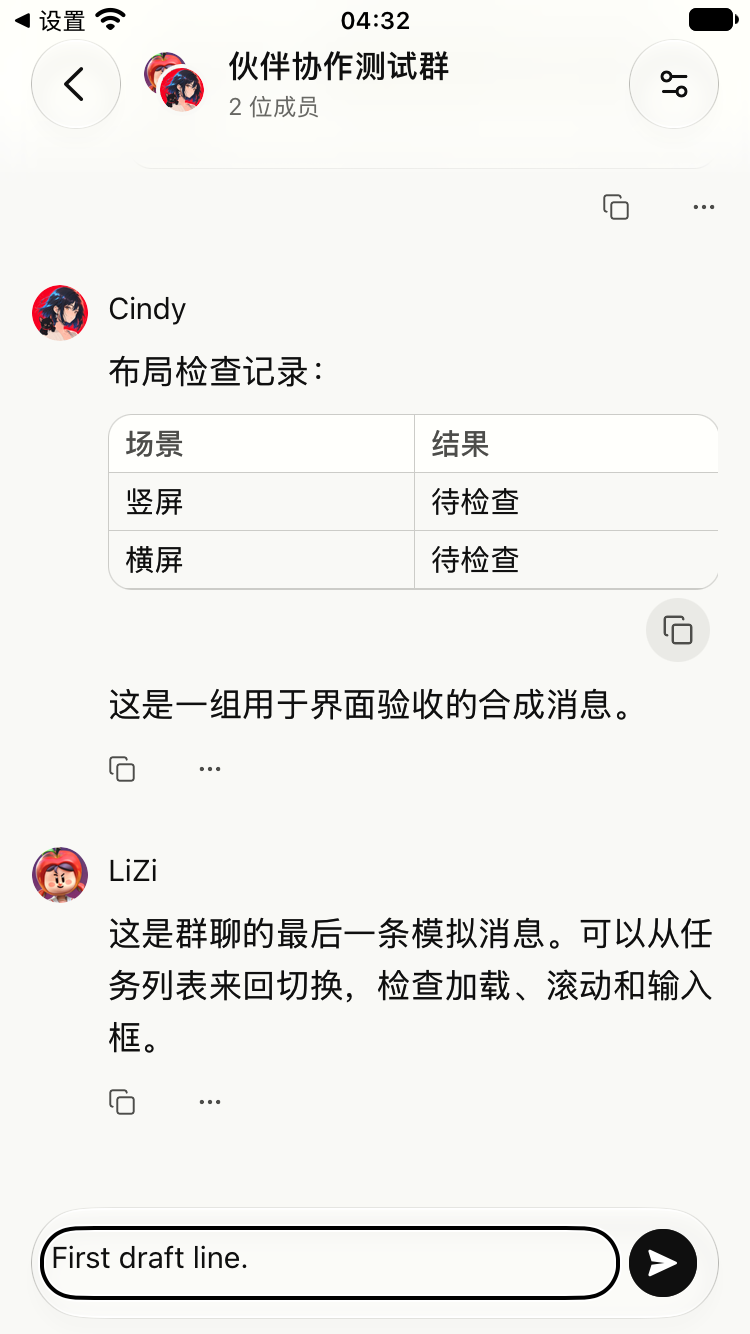 设置
04:32
伙伴协作测试群
2 位成员
Cindy
布局检查记录：
场景 结果
竖屏 待检查
横屏 待检查
这是一组用于界面验收的合成消息。
LiZi
这是群聊的最后一条模拟消息。可以从任
务列表来回切换，检查加载、滚动和输入
框。
First draft line.